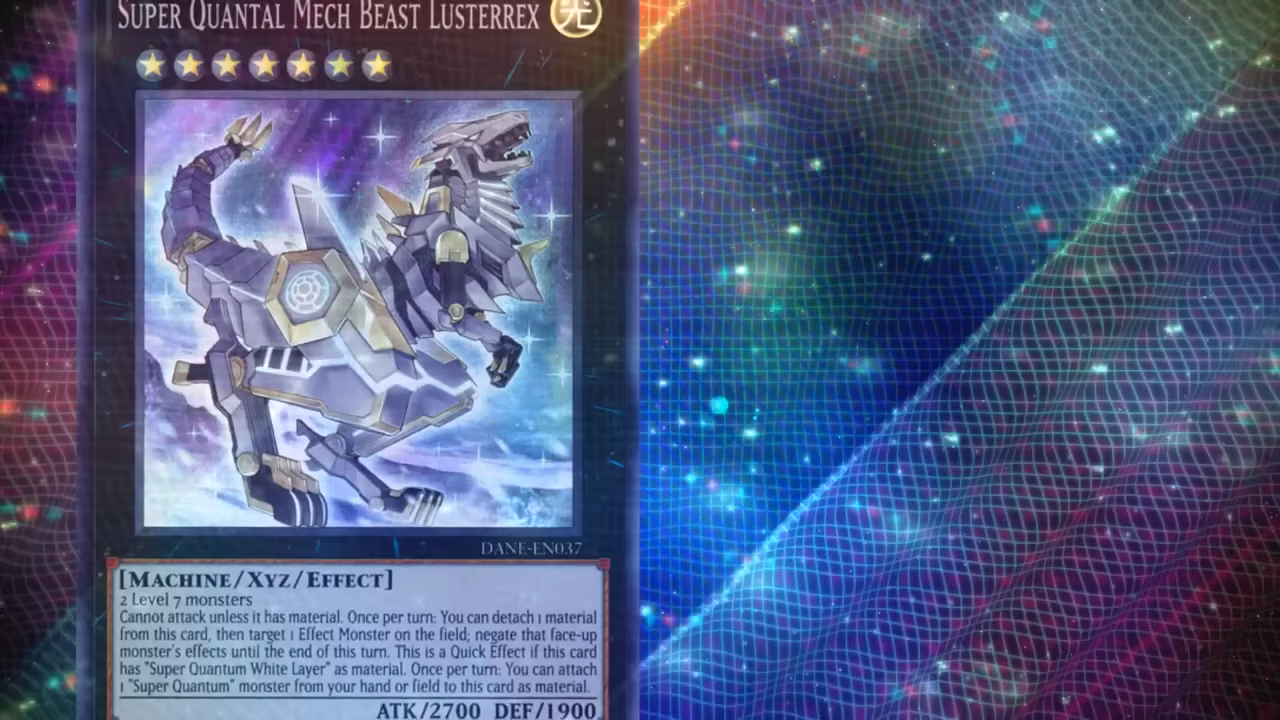 SUPER QUANTAL MECH BEAST LUSTERREX 光
DANE-EN037
[MACHINE/XYZ/EFFECT]
2 Level 7 monsters
Cannot attack unless it has material. Once per turn: You can detach 1 material
from this card, then target 1 Effect Monster on the field; negate that face-up
monster's effects until the end of this turn. This is a Quick Effect if this card
has "Super Quantum White Layer" as material. Once per turn: You can attach
1 "Super Quantum" monster from your hand or field to this card as material.
ATK/2700 DEF/1900